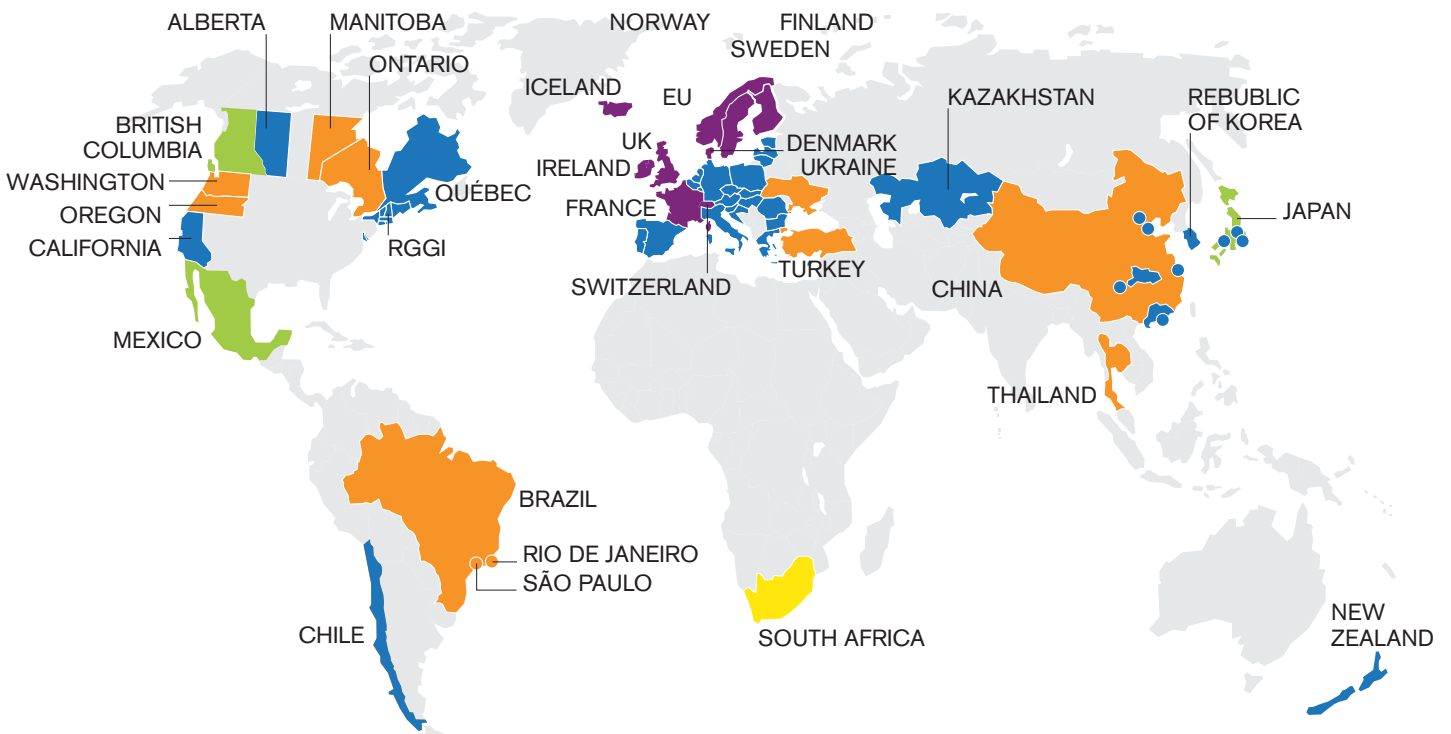 ALBERTA
MANITOBA
NORWAY
FINLAND
SWEDEN
ONTARIO
ICELAND
EU
KAZAKHSTAN
REBUBLIC
OF KOREA
BRITISH
COLUMBIA
UK
DENMARK
UKRAINE
IRELAND
WASHINGTON
QUÉBEC
OREGON
FRANCE
JAPAN
CALIFORNIA
RGGI
TURKEY
SWITZERLAND
CHINA
MEXICO
THAILAND
BRAZIL
RIO DE JANEIRO
SÃO PAULO
CHILE
SOUTH AFRICA
NEW
ZEALAND